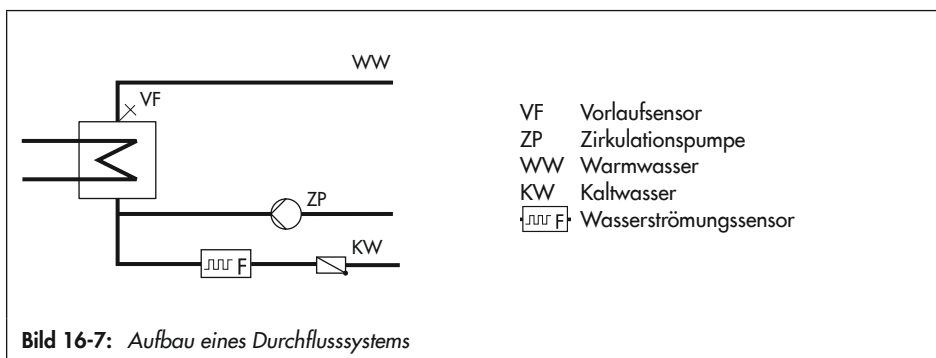 WW
VF
ZP
KW
F
VF Vorlaufsensor
ZP Zirkulationspumpe
WW Warmwasser
KW Kaltwasser
F Wasserströmungssensor
Bild 16-7: Aufbau eines Durchflusssystems